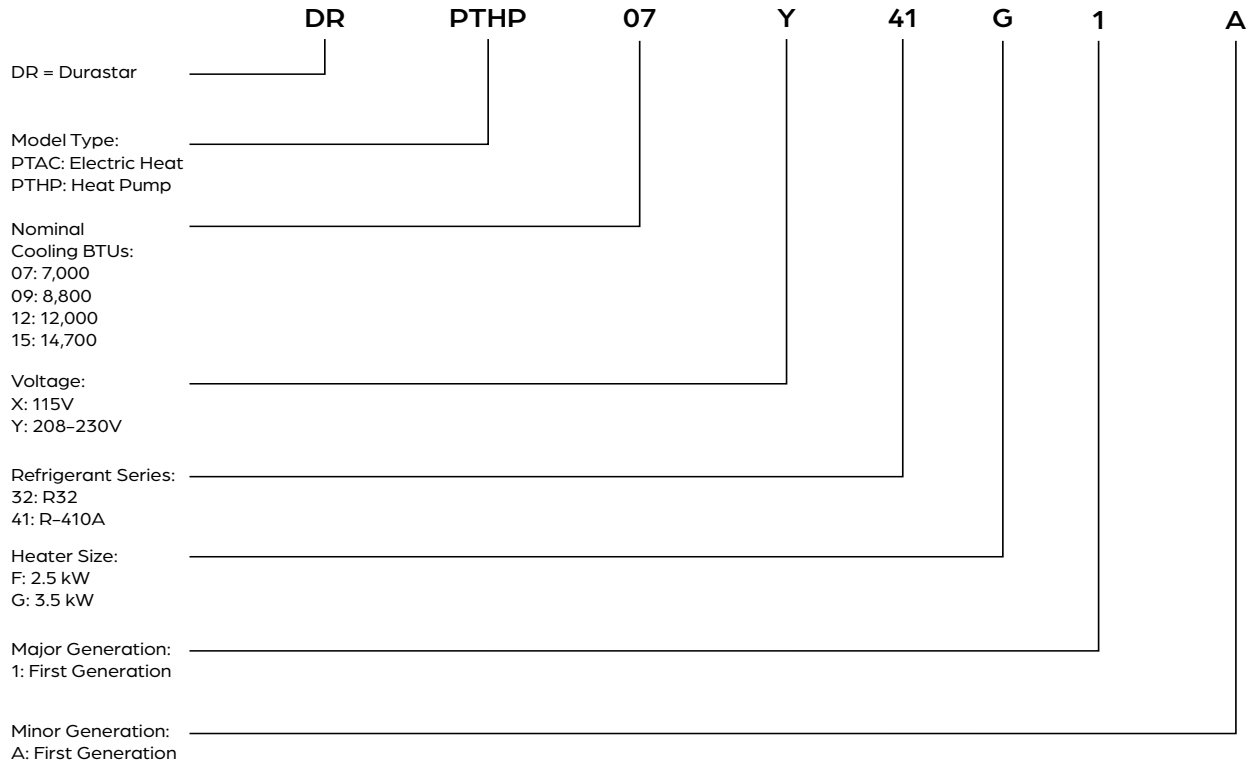 DR PTHP 07 Y 41 G 1 A
DR = Durastar
Model Type:
PTAC: Electric Heat
PTHP: Heat Pump
Nominal
Cooling BTUs:
07: 7,000
09: 8,800
12: 12,000
15: 14,700
Voltage:
X: 115V
Y: 208–230V
Refrigerant Series:
32: R32
41: R–410A
Heater Size:
F: 2.5 kW
G: 3.5 kW
Major Generation:
1: First Generation
Minor Generation:
A: First Generation